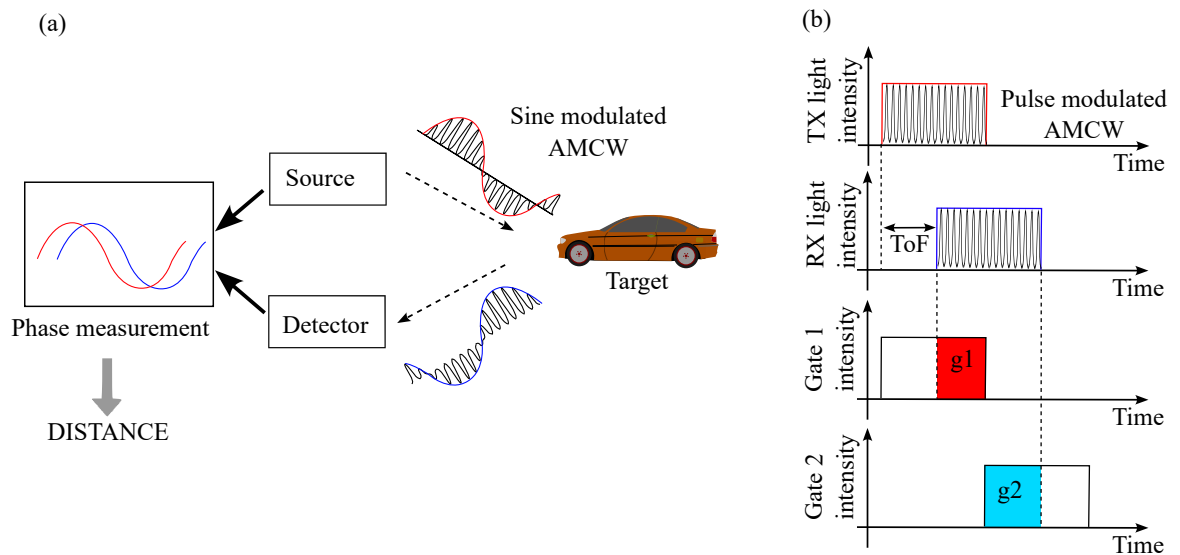 (a)
Sine modulated
AMCW
Source
Target
Detector
Phase measurement
DISTANCE
(b)
TX light
intensity
Pulse modulated
AMCW
Time
RX light
intensity
ToF
Time
Gate 1
intensity
g1
Time
Gate 2
intensity
g2
Time